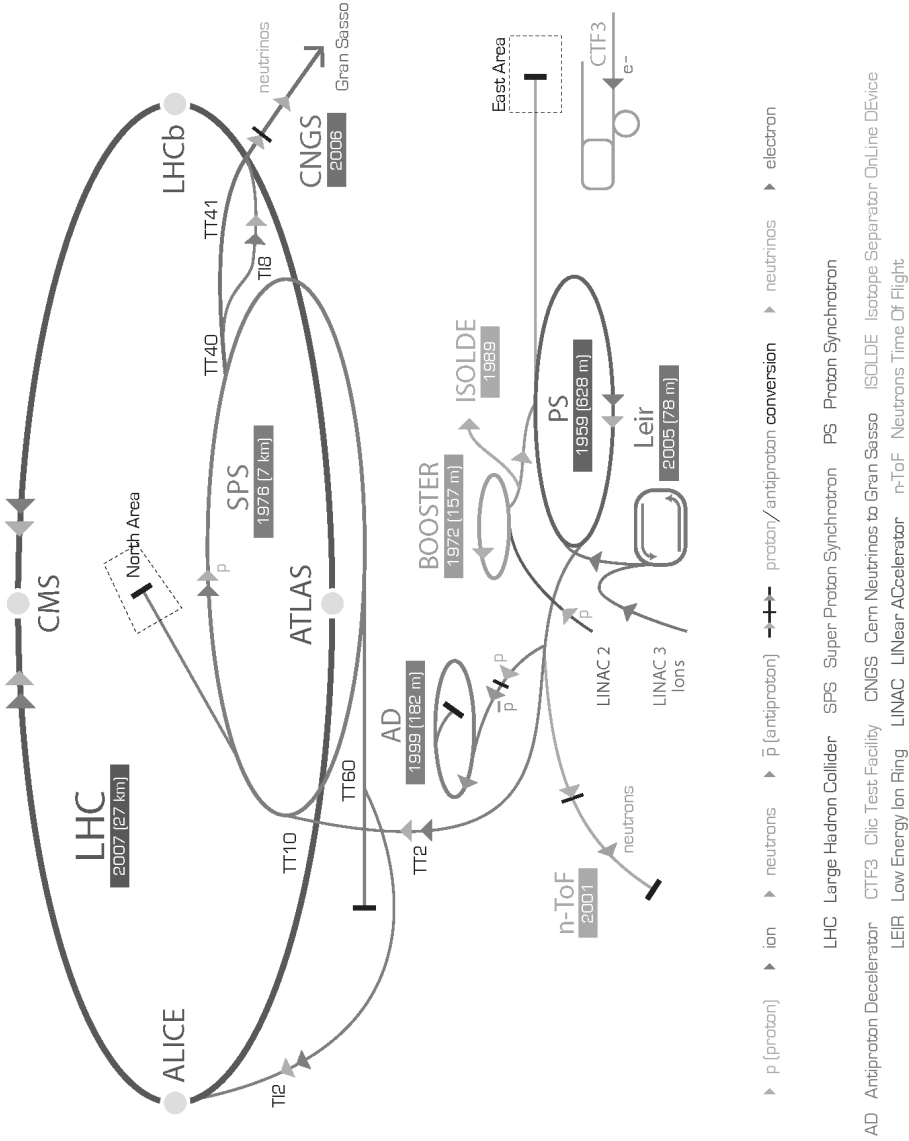 CMS
LHC
2007 (27 km)
North Area
ALICE
LHCb
TT40
TT41
SPS
1976 (7 km)
TI8
neutrinos
TI2
TT10
ATLAS
p
CNGS
2006
Gran Sasso
TT60
AD
1999 (182 m)
TT2
BOOSTER
1972 (157 m)
ISOLDE
1989
East Area
p
p̄
p
n-ToF
2001
neutrons
LINAC 2
PS
1959 (628 m)
CTF3
e-
LINAC 3
Ions
Leir
2005 (78 m)
p (proton) ion neutrons p̄ (antiproton) proton/antiproton conversion neutrinos electron
LHC Large Hadron Collider SPS Super Proton Synchrotron PS Proton Synchrotron
AD Antiproton Decelerator CTF3 Clic Test Facility CNGS Cern Neutrinos to Gran Sasso ISOLDE Isotope Separator OnLine DEvice
LEIR Low Energy Ion Ring LINAC LINear ACcelerator n-ToF Neutrons Time Of Flight